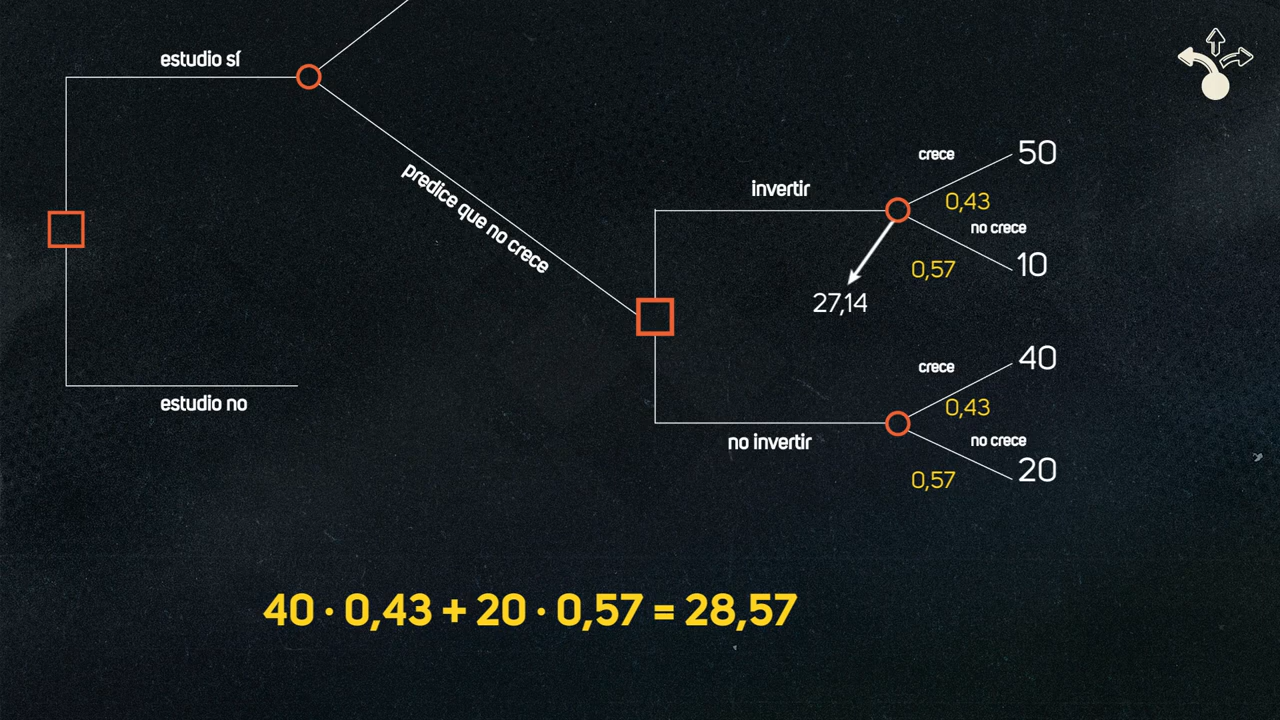 estudio sí
predice que no crece
estudio no
invertir
crece
50
0,43
no crece
0,57
10
27,14
no invertir
crece
40
0,43
no crece
0,57
20
40 · 0,43 + 20 · 0,57 = 28,57